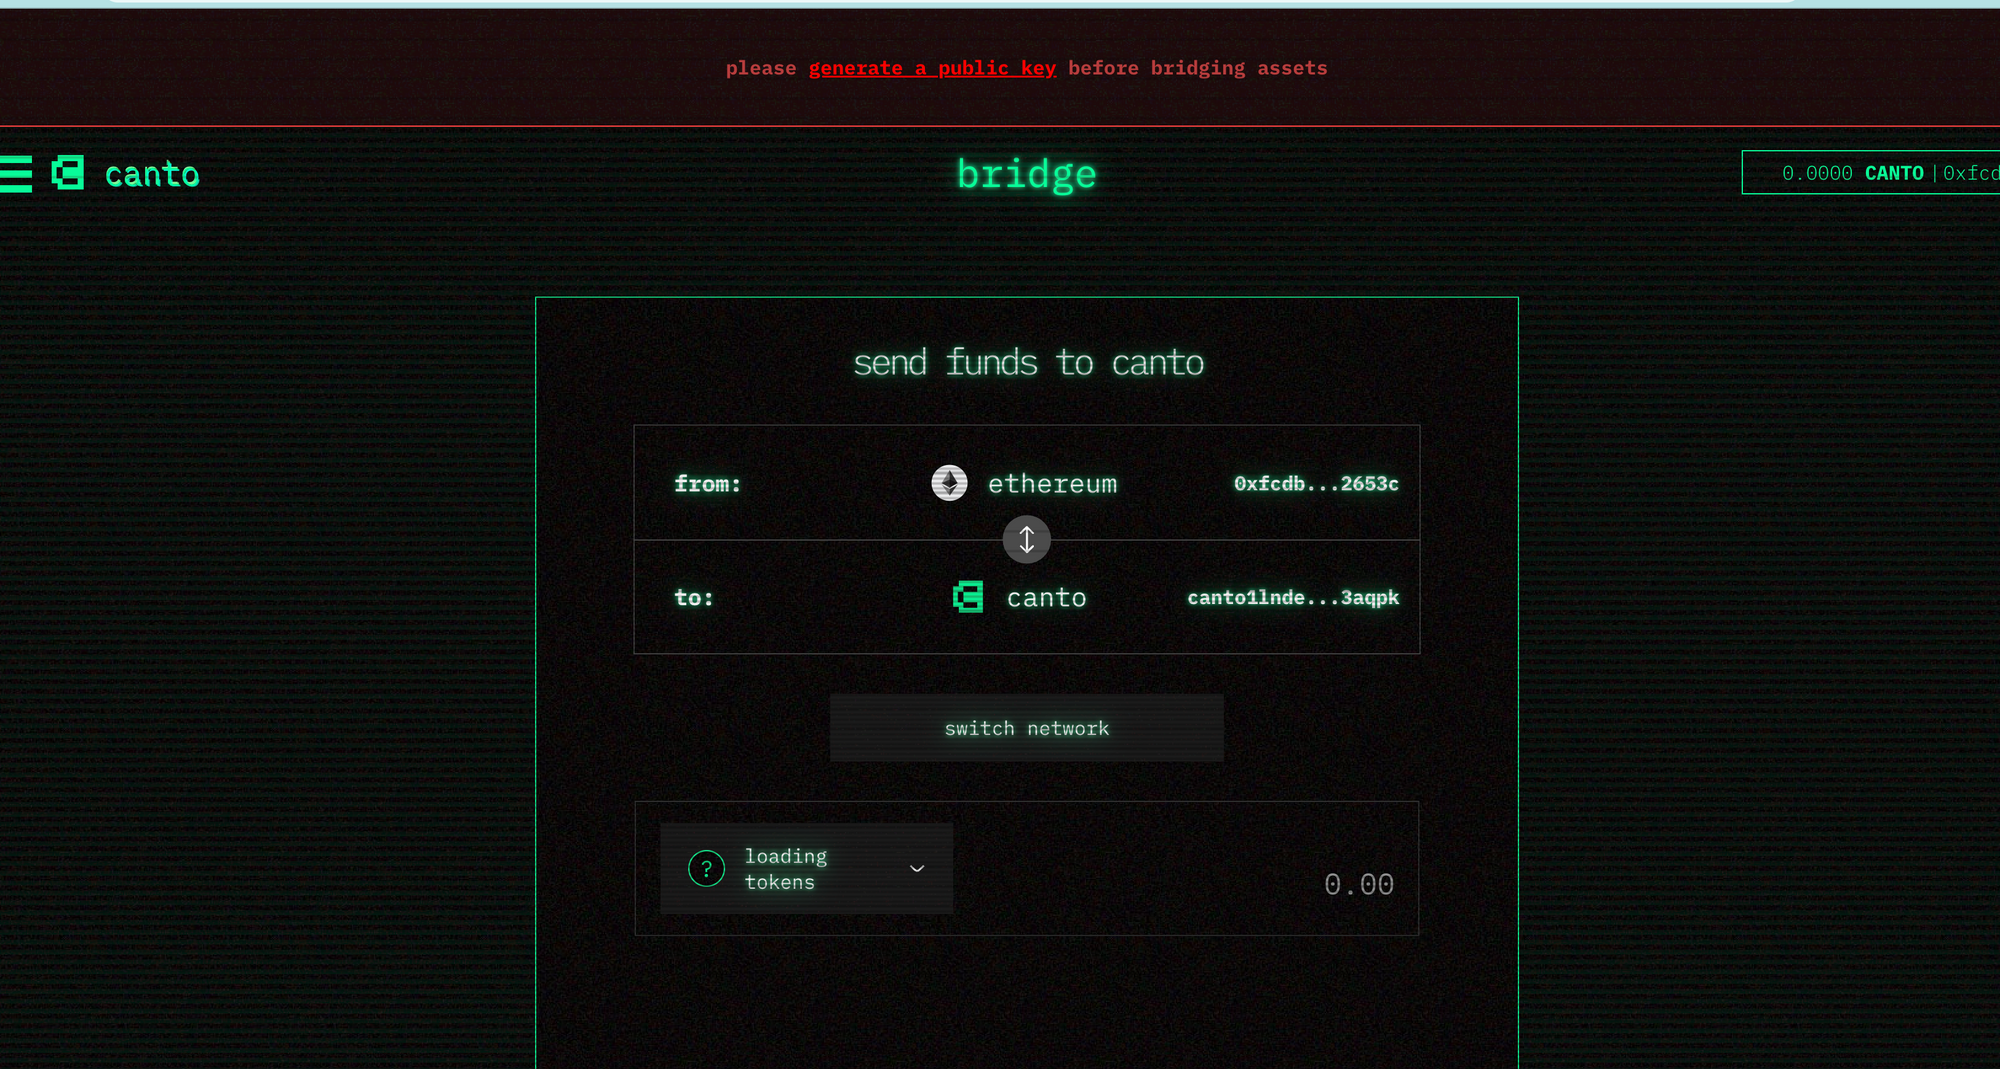 please generate a public key before bridging assets
canto
bridge
0.0000 CANTO | 0xfcd
send funds to canto
from:
ethereum
0xfcdb...2653c
to:
canto
canto1lnde...3aqpk
switch network
?
loading
tokens
0.00